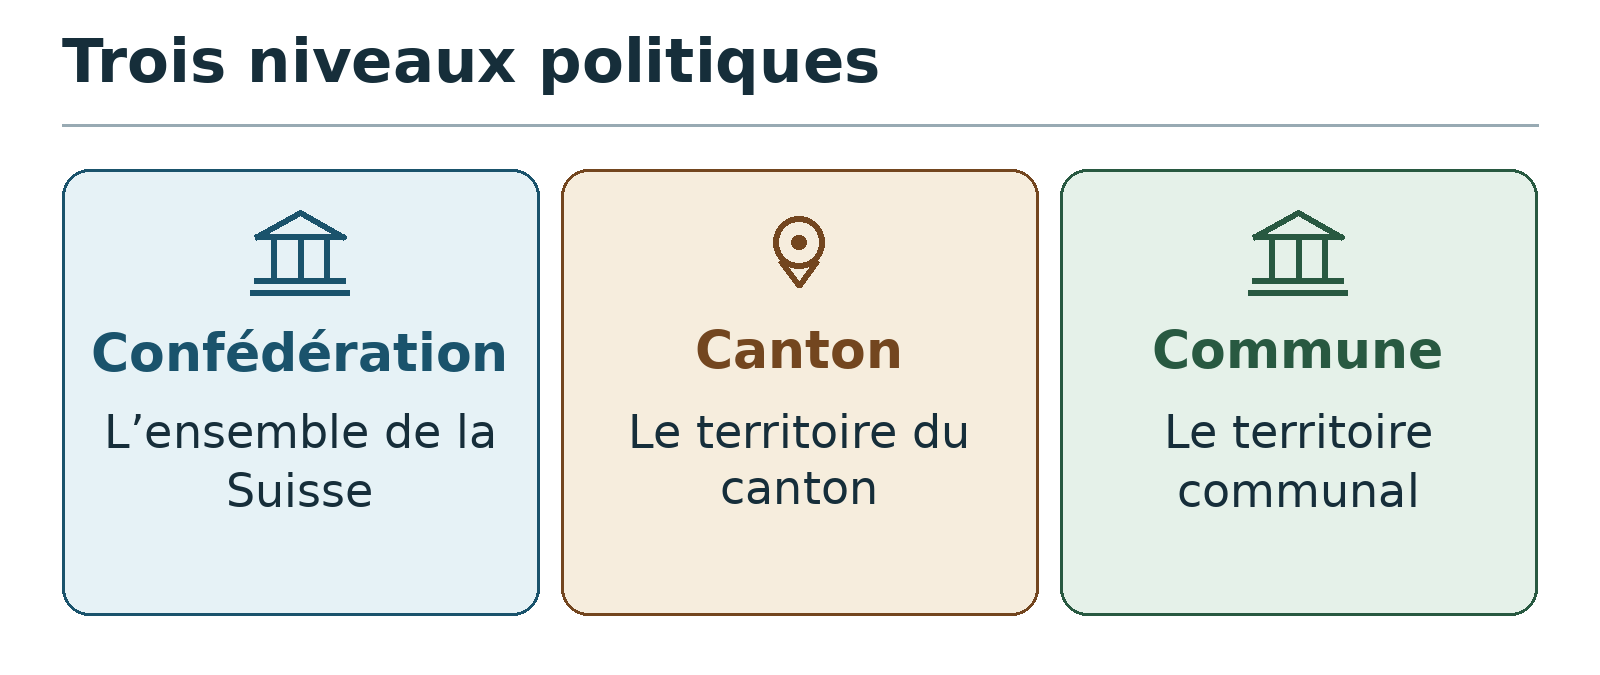 Trois niveaux politiques
Confédération
L’ensemble de la
Suisse
Canton
Le territoire du
canton
Commune
Le territoire
communal